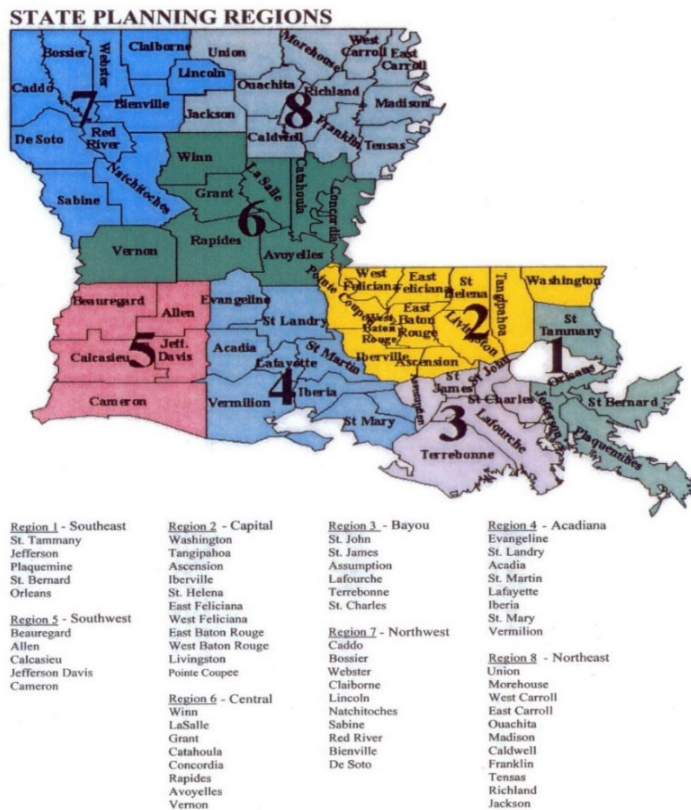 STATE PLANNING REGIONS
Bossier
Webster
Claiborne
Union
Morehouse
West Carroll
East Carroll
Caddo
Lincoln
Ouachita
Richland
7
8
Bienville
Jackson
Madison
De Soto
Red River
Caldwell
Franklin
Tensas
Winn
Natchitoches
Sabine
Grant
La Salle
Catahoula
Concordia
6
Vernon
Rapides
Avoyelles
Beauregard
Allen
Evangeline
St Landry
Pointe Coupee
West Feliciana
East Feliciana
St Helena
Tangipahoa
Washington
West Baton Rouge
East Baton Rouge
Livingston
2
St Tammany
Calcasieu
5
Jeff. Davis
Acadia
Lafayette
St Martin
Iberville
Ascension
1
Orleans
Cameron
Vermilion
4
Iberia
St Mary
Assumption
St James
St John
St Charles
Jefferson
St Bernard
3
Lafourche
Terrebonne
Plaquemines
Region 1 - Southeast
St. Tammany
Jefferson
Plaquemine
St. Bernard
Orleans
Region 5 - Southwest
Beauregard
Allen
Calcasieu
Jefferson Davis
Cameron
Region 2 - Capital
Washington
Tangipahoa
Ascension
Iberville
St. Helena
East Feliciana
West Feliciana
East Baton Rouge
West Baton Rouge
Livingston
Pointe Coupee
Region 6 - Central
Winn
LaSalle
Grant
Catahoula
Concordia
Rapides
Avoyelles
Vernon
Region 3 - Bayou
St. John
St. James
Assumption
Lafourche
Terrebonne
St. Charles
Region 7 - Northwest
Caddo
Bossier
Webster
Claiborne
Lincoln
Natchitoches
Sabine
Red River
Bienville
De Soto
Region 4 - Acadiana
Evangeline
St. Landry
Acadia
St. Martin
Lafayette
Iberia
St. Mary
Vermilion
Region 8 - Northeast
Union
Morehouse
West Carroll
East Carroll
Ouachita
Madison
Caldwell
Franklin
Tensas
Richland
Jackson